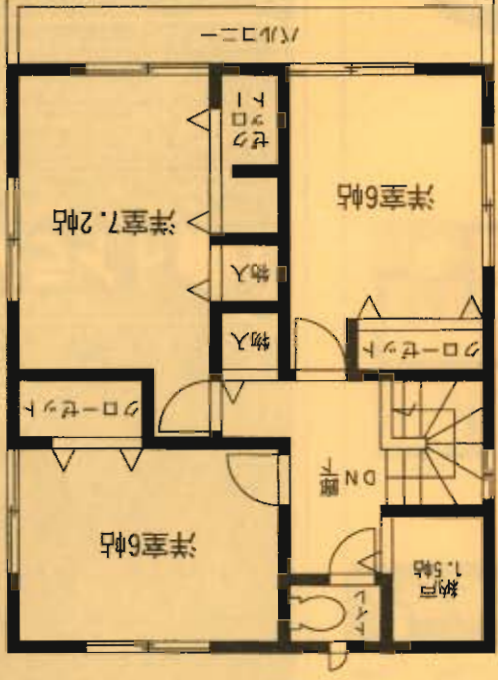 納戸
1.5帖
トイレ
洋室6帖
DN
廊下
クローゼット
クローゼット
物入
物入
洋室6帖
洋室7.2帖
クロー
ゼット
バルコニー